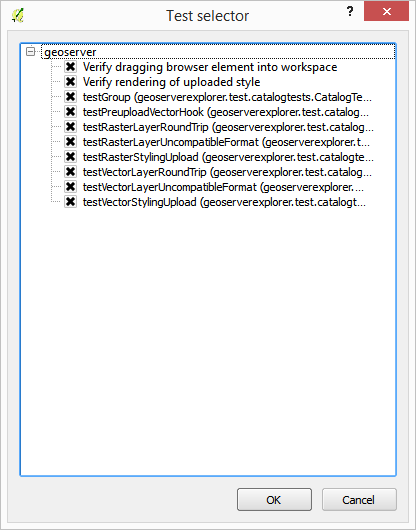 Test selector
?
geoserver
Verify dragging browser element into workspace
Verify rendering of uploaded style
testGroup (geoserverexplorer.test.catalogtests.CatalogTe...
testPreuploadVectorHook (geoserverexplorer.test.catalog...
testRasterLayerRoundTrip (geoserverexplorer.test.catalog...
testRasterLayerUncompatibleFormat (geoserverexplorer.t...
testRasterStylingUpload (geoserverexplorer.test.catalogte...
testVectorLayerRoundTrip (geoserverexplorer.test.catalog...
testVectorLayerUncompatibleFormat (geoserverexplorer....
testVectorStylingUpload (geoserverexplorer.test.catalogt...
OK
Cancel